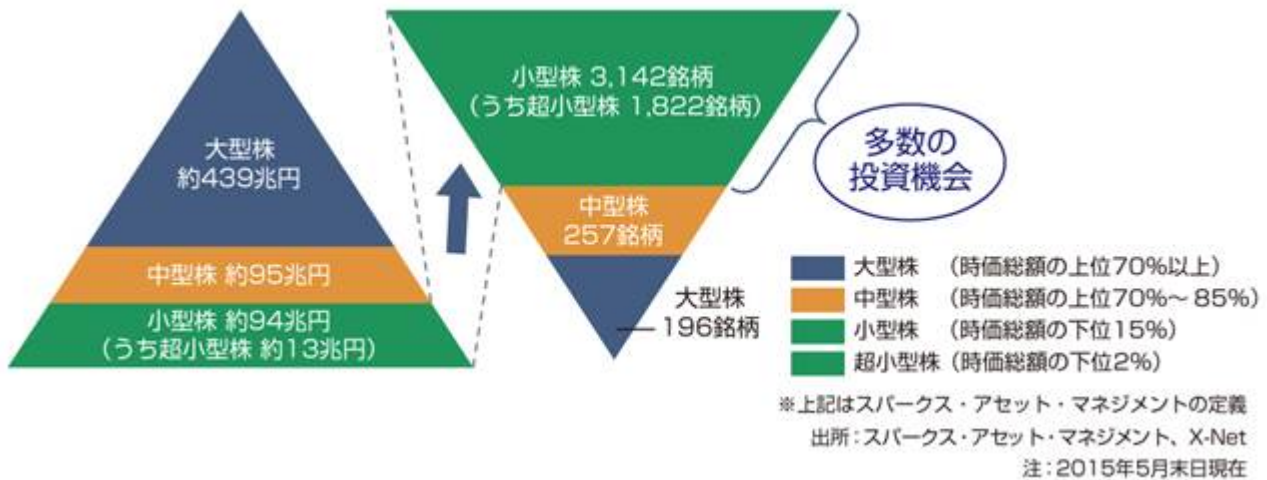 大型株
約439兆円
中型株 約95兆円
小型株 約94兆円
（うち超小型株 約13兆円）
小型株 3,142銘柄
（うち超小型株 1,822銘柄）
中型株
257銘柄
大型株
196銘柄
多数の
投資機会
大型株 （時価総額の上位70%以上）
中型株 （時価総額の上位70%～85%）
小型株 （時価総額の下位15%）
超小型株 （時価総額の下位2%）
※上記はスパークス・アセット・マネジメントの定義
出所：スパークス・アセット・マネジメント、X-Net
注：2015年5月末日現在